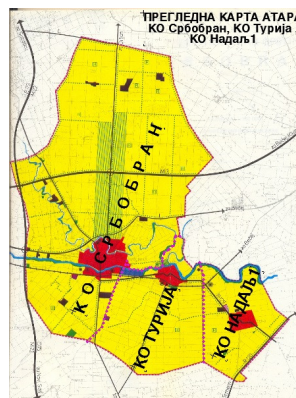 ПРЕГЛЕДНА КАРТА АТАРА
КО Србобран, КО Турија
КО Надаљ1
КО СРБОБРАН
КО ТУРИЈА
КО НАДАЉ1